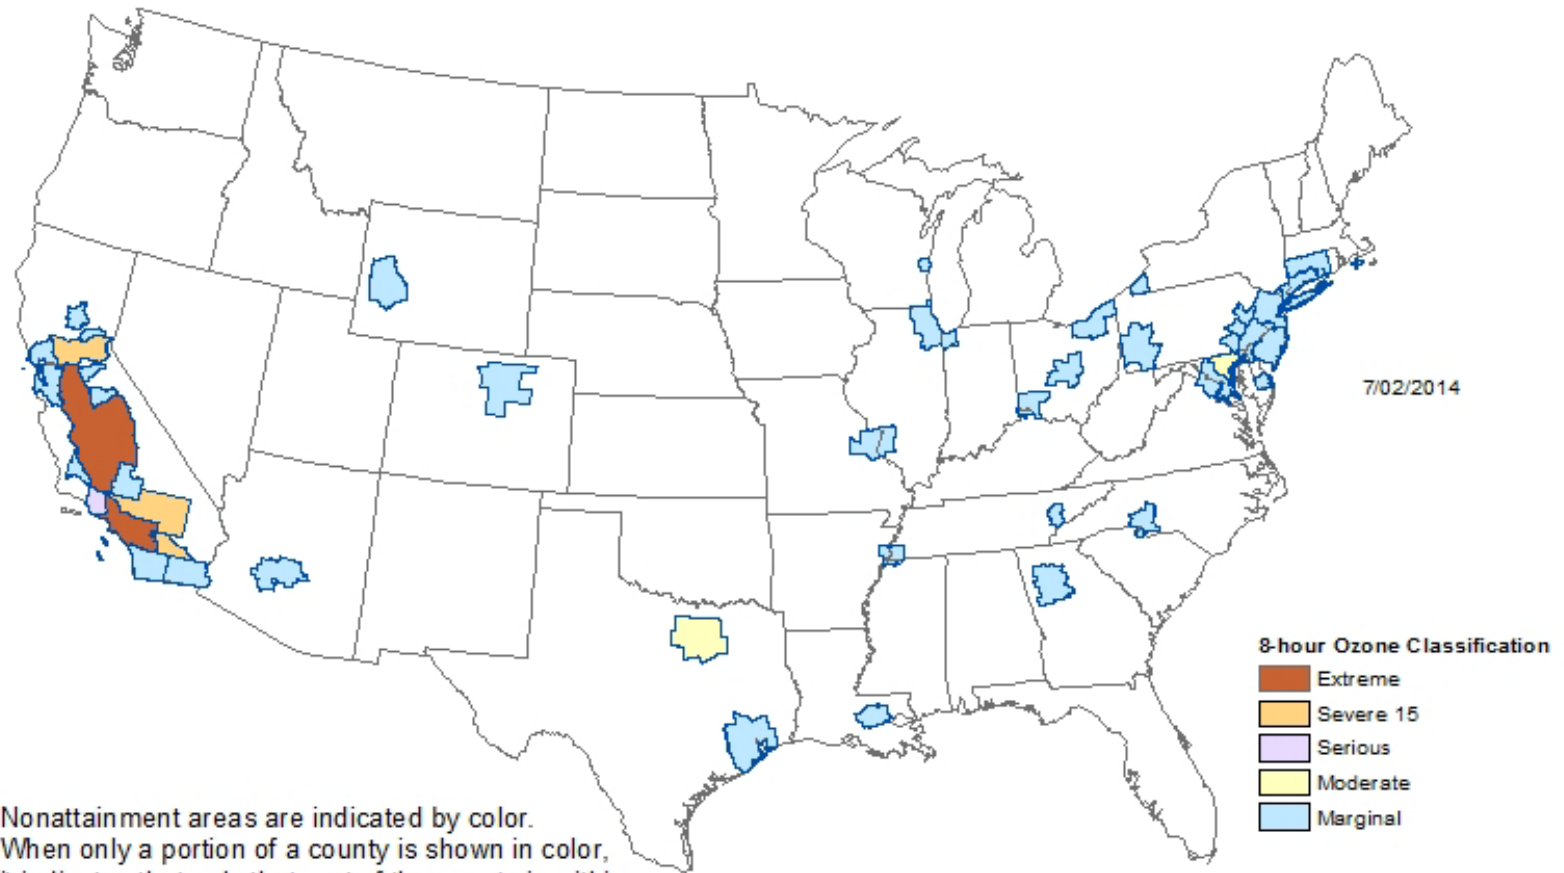 7/02/2014
8-hour Ozone Classification
Extreme
Severe 15
Serious
Moderate
Marginal
Nonattainment areas are indicated by color.
When only a portion of a county is shown in color,